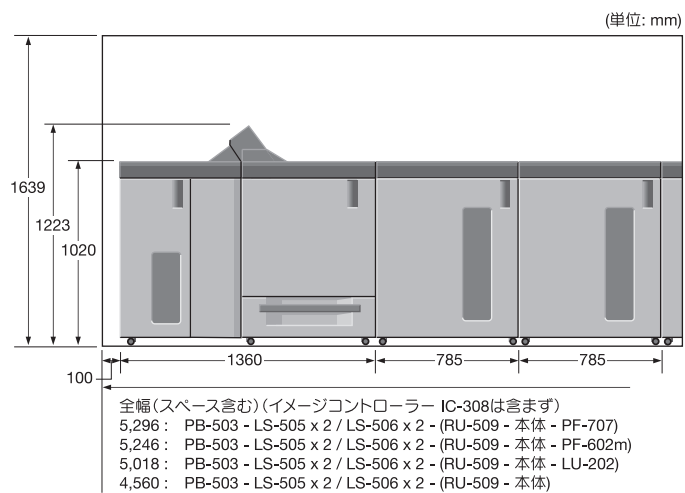 (単位: mm)
1639
1223
1020
1360
785
785
100
全幅(スペース含む)(イメージコントローラー IC-308は含まず)
5,296 : PB-503 - LS-505 x 2 / LS-506 x 2 - (RU-509 - 本体 - PF-707)
5,246 : PB-503 - LS-505 x 2 / LS-506 x 2 - (RU-509 - 本体 - PF-602m)
5,018 : PB-503 - LS-505 x 2 / LS-506 x 2 - (RU-509 - 本体 - LU-202)
4,560 : PB-503 - LS-505 x 2 / LS-506 x 2 - (RU-509 - 本体)